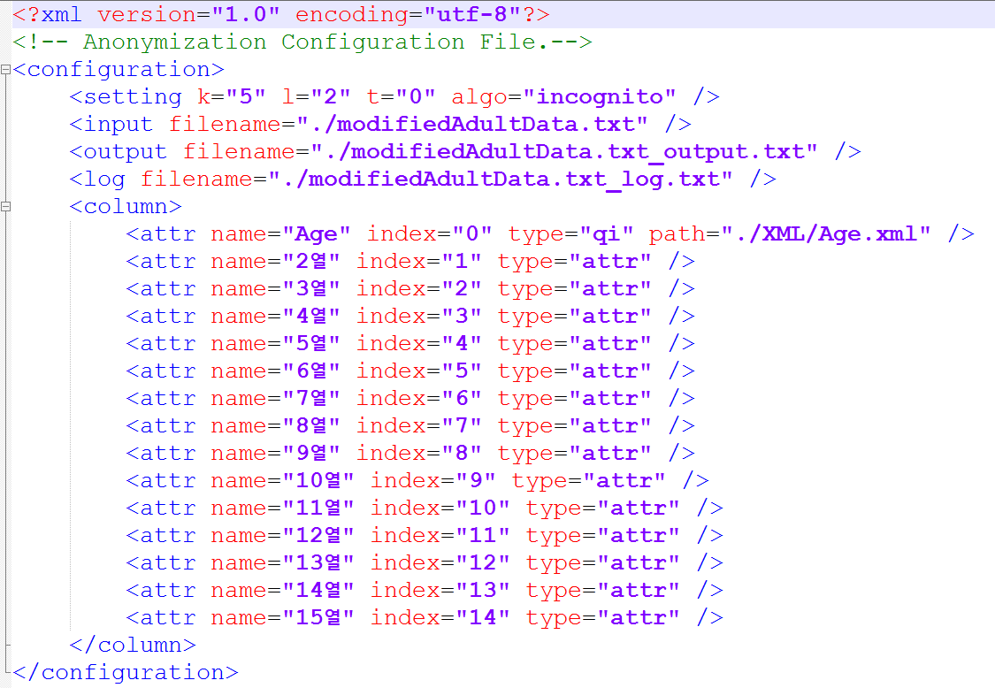 <?xml version="1.0" encoding="utf-8"?>
<!-- Anonymization Configuration File.-->
<configuration>
    <setting k="5" l="2" t="0" algo="incognito" />
    <input filename="./modifiedAdultData.txt" />
    <output filename="./modifiedAdultData.txt_output.txt" />
    <log filename="./modifiedAdultData.txt_log.txt" />
    <column>
        <attr name="Age" index="0" type="qi" path="./XML/Age.xml" />
        <attr name="2열" index="1" type="attr" />
        <attr name="3열" index="2" type="attr" />
        <attr name="4열" index="3" type="attr" />
        <attr name="5열" index="4" type="attr" />
        <attr name="6열" index="5" type="attr" />
        <attr name="7열" index="6" type="attr" />
        <attr name="8열" index="7" type="attr" />
        <attr name="9열" index="8" type="attr" />
        <attr name="10열" index="9" type="attr" />
        <attr name="11열" index="10" type="attr" />
        <attr name="12열" index="11" type="attr" />
        <attr name="13열" index="12" type="attr" />
        <attr name="14열" index="13" type="attr" />
        <attr name="15열" index="14" type="attr" />
    </column>
</configuration>